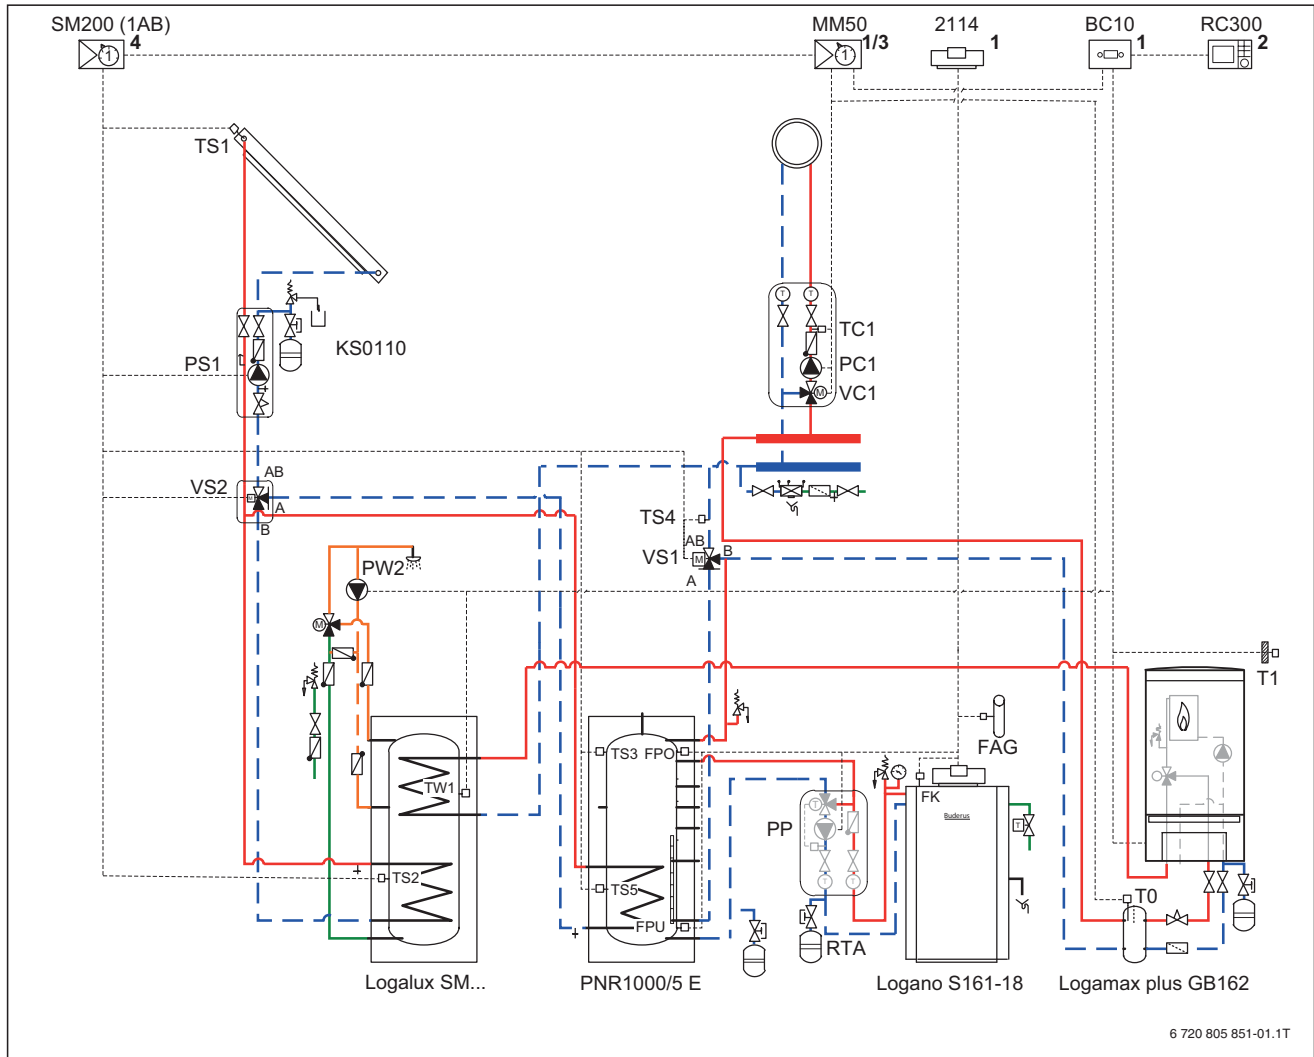 SM200 (1AB)
4
MM50
1/3
2114
1
BC10
1
RC300
2
1
1
TS1
KS0110
PS1
T
T
TC1
PC1
VC1
M
AB
VS2
M
A
B
TS4
AB
B
VS1
M
A
PW2
M
T1
FAG
TS3
FPO
TW1
FK
Buderus
T
PP
T
T
T
TS2
TS5
FPU
T0
RTA
Logalux SM...
PNR1000/5 E
Logano S161-18
Logamax plus GB162
6 720 805 851-01.1T